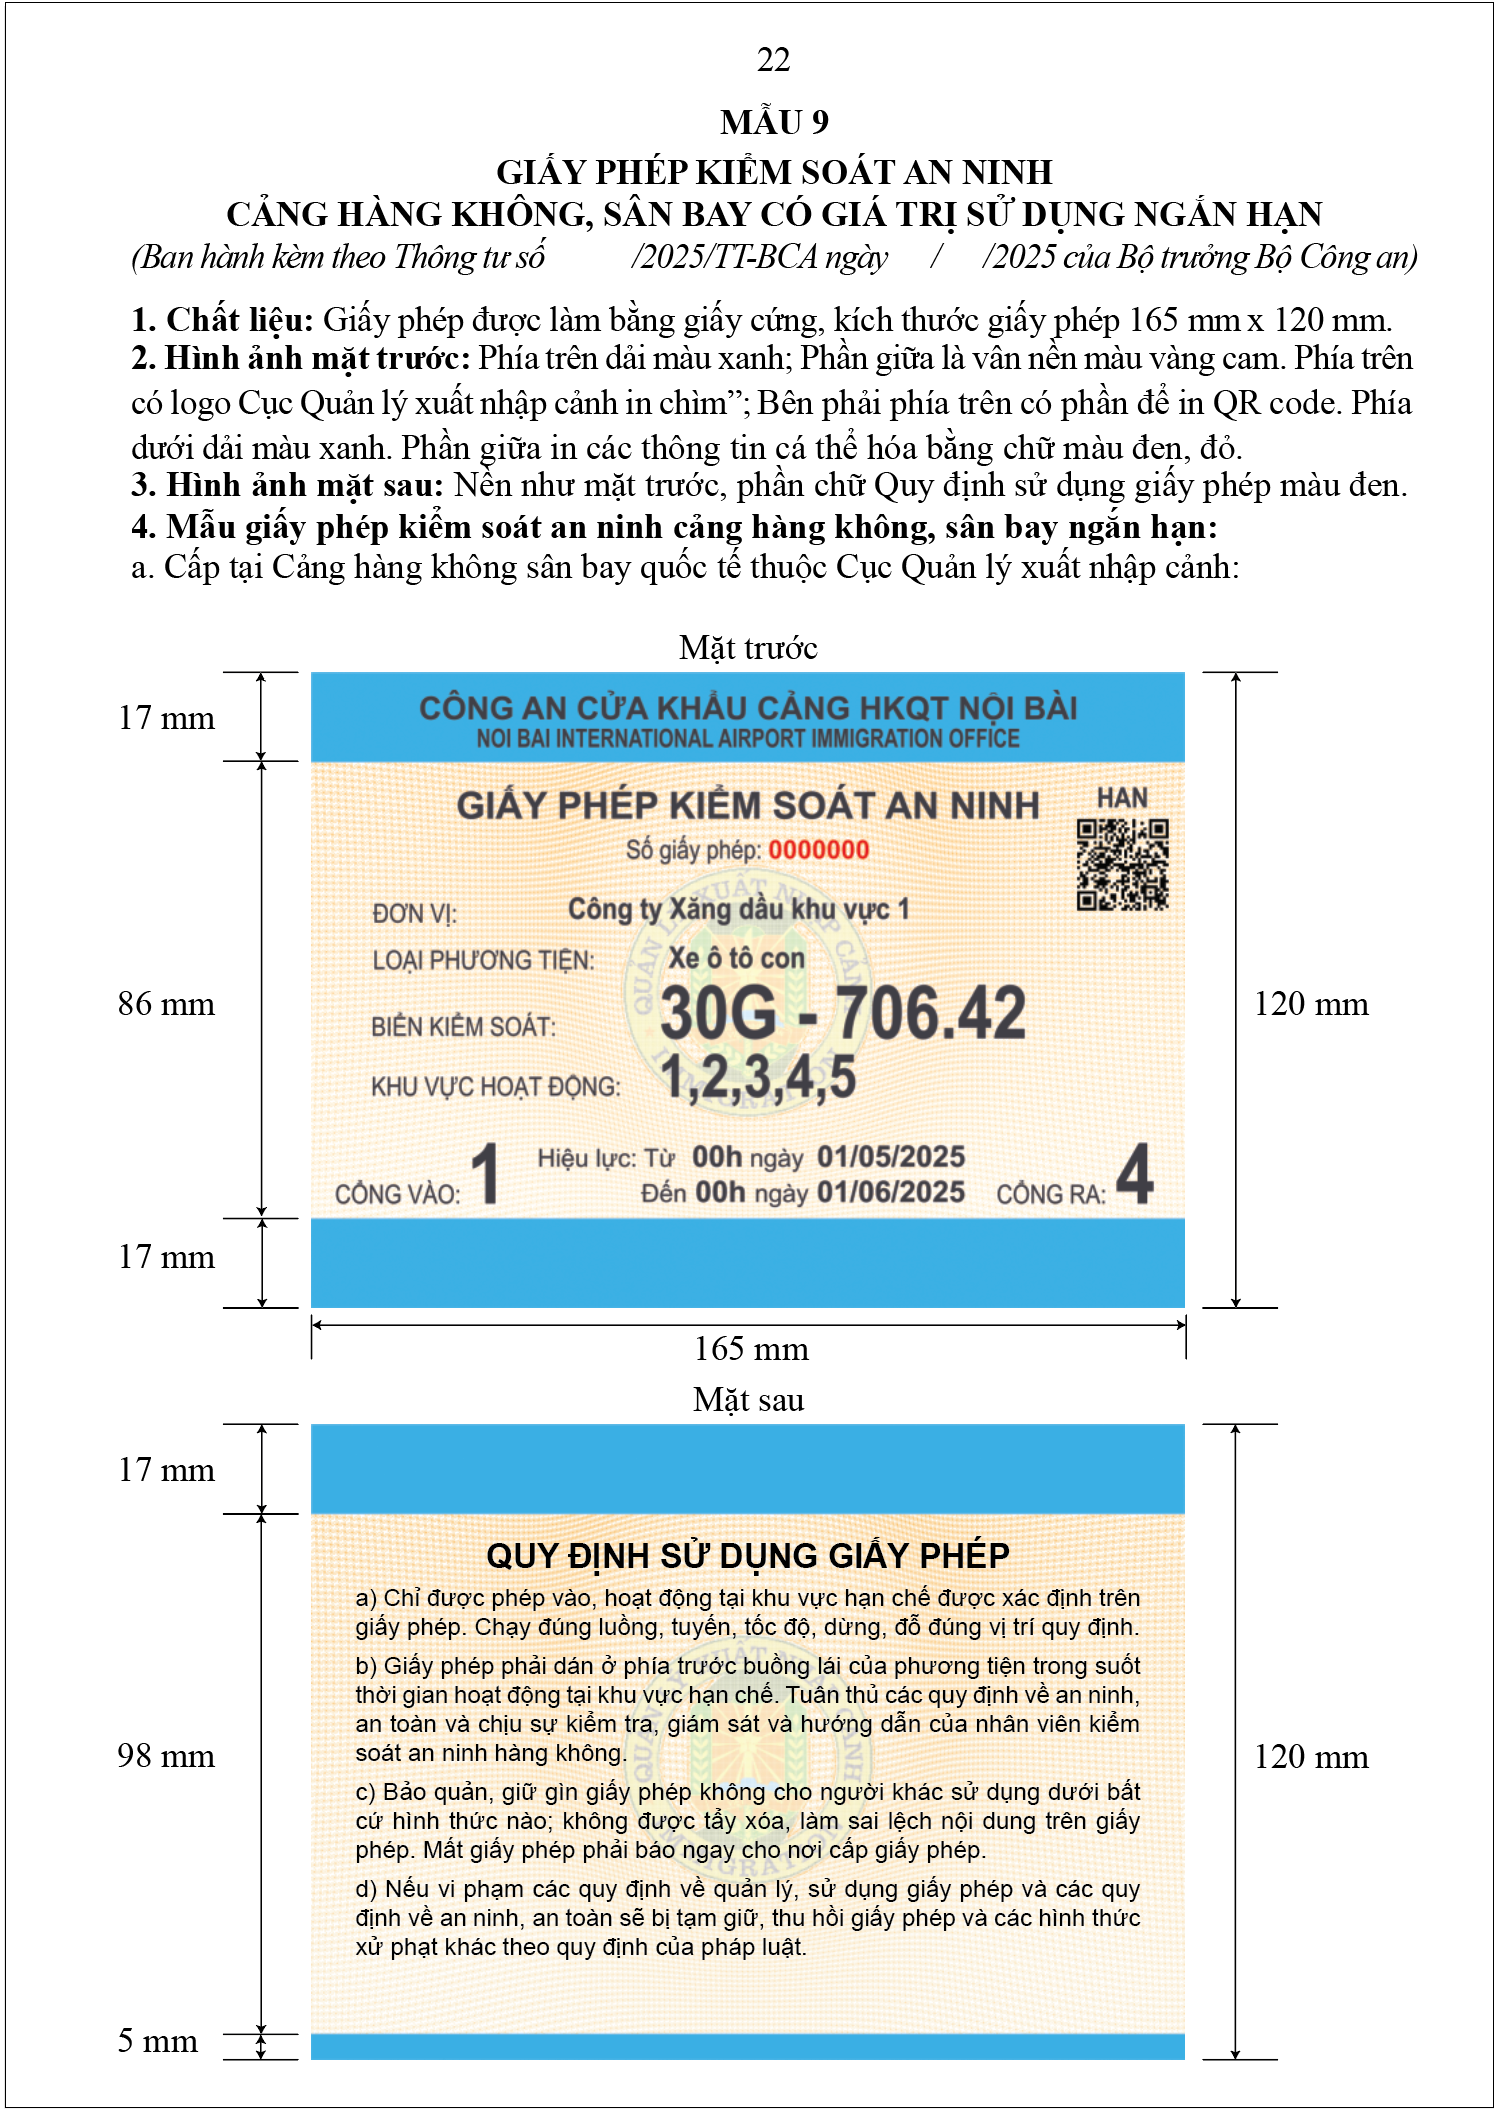 22
MẪU 9
GIẤY PHÉP KIỂM SOÁT AN NINH
CẢNG HÀNG KHÔNG, SÂN BAY CÓ GIÁ TRỊ SỬ DỤNG NGẮN HẠN
(Ban hành kèm theo Thông tư số /2025/TT-BCA ngày / /2025 của Bộ trưởng Bộ Công an)
1. Chất liệu: Giấy phép được làm bằng giấy cứng, kích thước giấy phép 165 mm x 120 mm.
2. Hình ảnh mặt trước: Phía trên dải màu xanh; Phần giữa là vân nền màu vàng cam. Phía trên
có logo Cục Quản lý xuất nhập cảnh in chìm”; Bên phải phía trên có phần để in QR code. Phía
dưới dải màu xanh. Phần giữa in các thông tin cá thể hóa bằng chữ màu đen, đỏ.
3. Hình ảnh mặt sau: Nền như mặt trước, phần chữ Quy định sử dụng giấy phép màu đen.
4. Mẫu giấy phép kiểm soát an ninh cảng hàng không, sân bay ngắn hạn:
a. Cấp tại Cảng hàng không sân bay quốc tế thuộc Cục Quản lý xuất nhập cảnh:
Mặt trước
17 mm
86 mm
17 mm
120 mm
165 mm
CÔNG AN CỬA KHẨU CẢNG HKQT NỘI BÀI
NOI BAI INTERNATIONAL AIRPORT IMMIGRATION OFFICE
GIẤY PHÉP KIỂM SOÁT AN NINH
HAN
Số giấy phép: 0000000
QUẢN LÝ XUẤT NHẬP CẢNH
IMMIGRATION
ĐƠN VỊ: Công ty Xăng dầu khu vực 1
LOẠI PHƯƠNG TIỆN: Xe ô tô con
BIỂN KIỂM SOÁT: 30G - 706.42
KHU VỰC HOẠT ĐỘNG: 1,2,3,4,5
CỔNG VÀO: 1
Hiệu lực: Từ 00h ngày 01/05/2025
Đến 00h ngày 01/06/2025
CỔNG RA: 4
Mặt sau
17 mm
98 mm
5 mm
120 mm
QUY ĐỊNH SỬ DỤNG GIẤY PHÉP
a) Chỉ được phép vào, hoạt động tại khu vực hạn chế được xác định trên
giấy phép. Chạy đúng luồng, tuyến, tốc độ, dừng, đỗ đúng vị trí quy định.
b) Giấy phép phải dán ở phía trước buồng lái của phương tiện trong suốt
thời gian hoạt động tại khu vực hạn chế. Tuân thủ các quy định về an ninh,
an toàn và chịu sự kiểm tra, giám sát và hướng dẫn của nhân viên kiểm
soát an ninh hàng không.
c) Bảo quản, giữ gìn giấy phép không cho người khác sử dụng dưới bất
cứ hình thức nào; không được tẩy xóa, làm sai lệch nội dung trên giấy
phép. Mất giấy phép phải báo ngay cho nơi cấp giấy phép.
d) Nếu vi phạm các quy định về quản lý, sử dụng giấy phép và các quy
định về an ninh, an toàn sẽ bị tạm giữ, thu hồi giấy phép và các hình thức
xử phạt khác theo quy định của pháp luật.
QUẢN LÝ XUẤT NHẬP CẢNH
IMMIGRATION